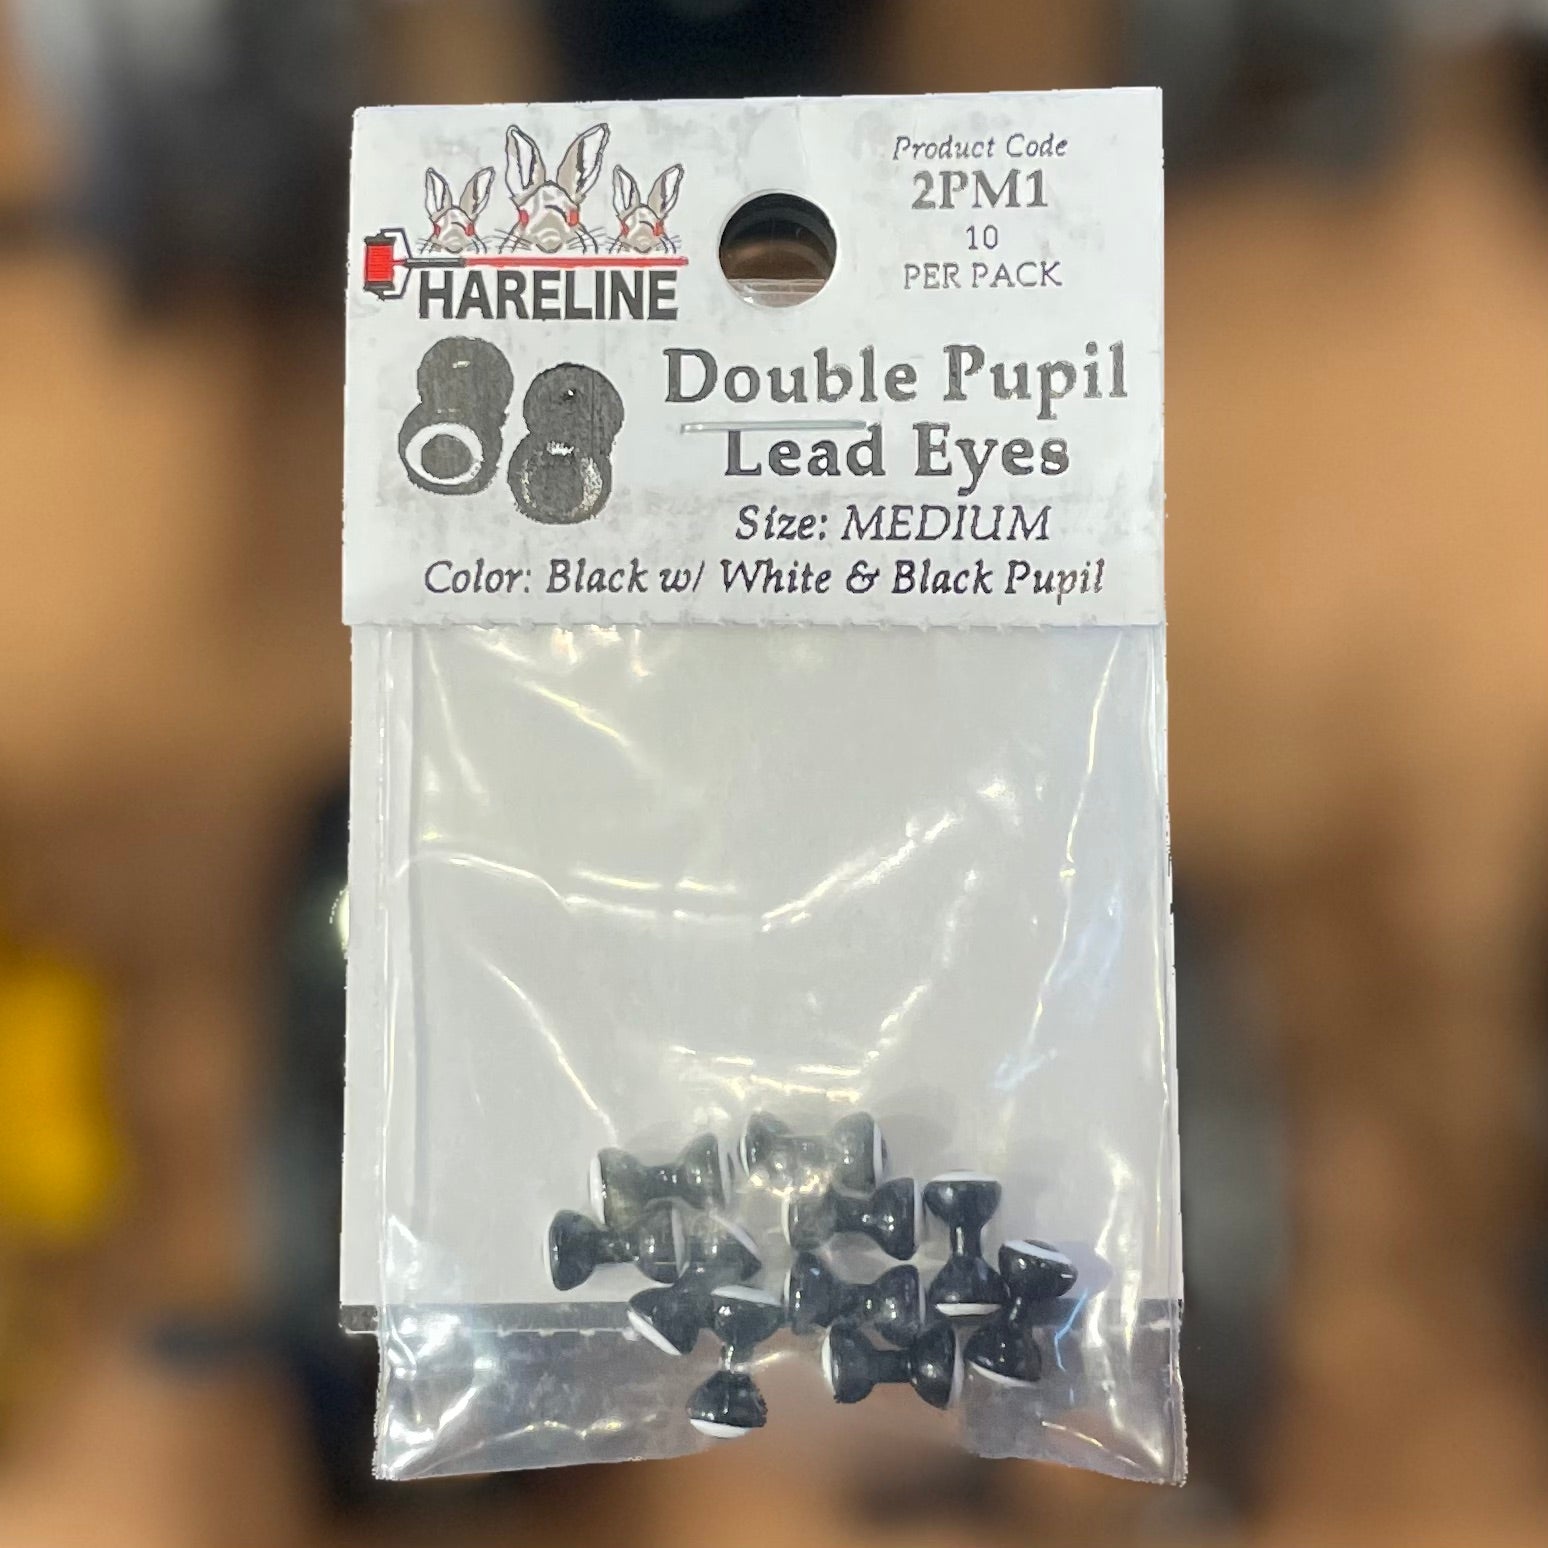 HARELINE
Product Code
2PM1
10
PER PACK
Double Pupil
Lead Eyes
Size: MEDIUM
Color: Black w/ White & Black Pupil